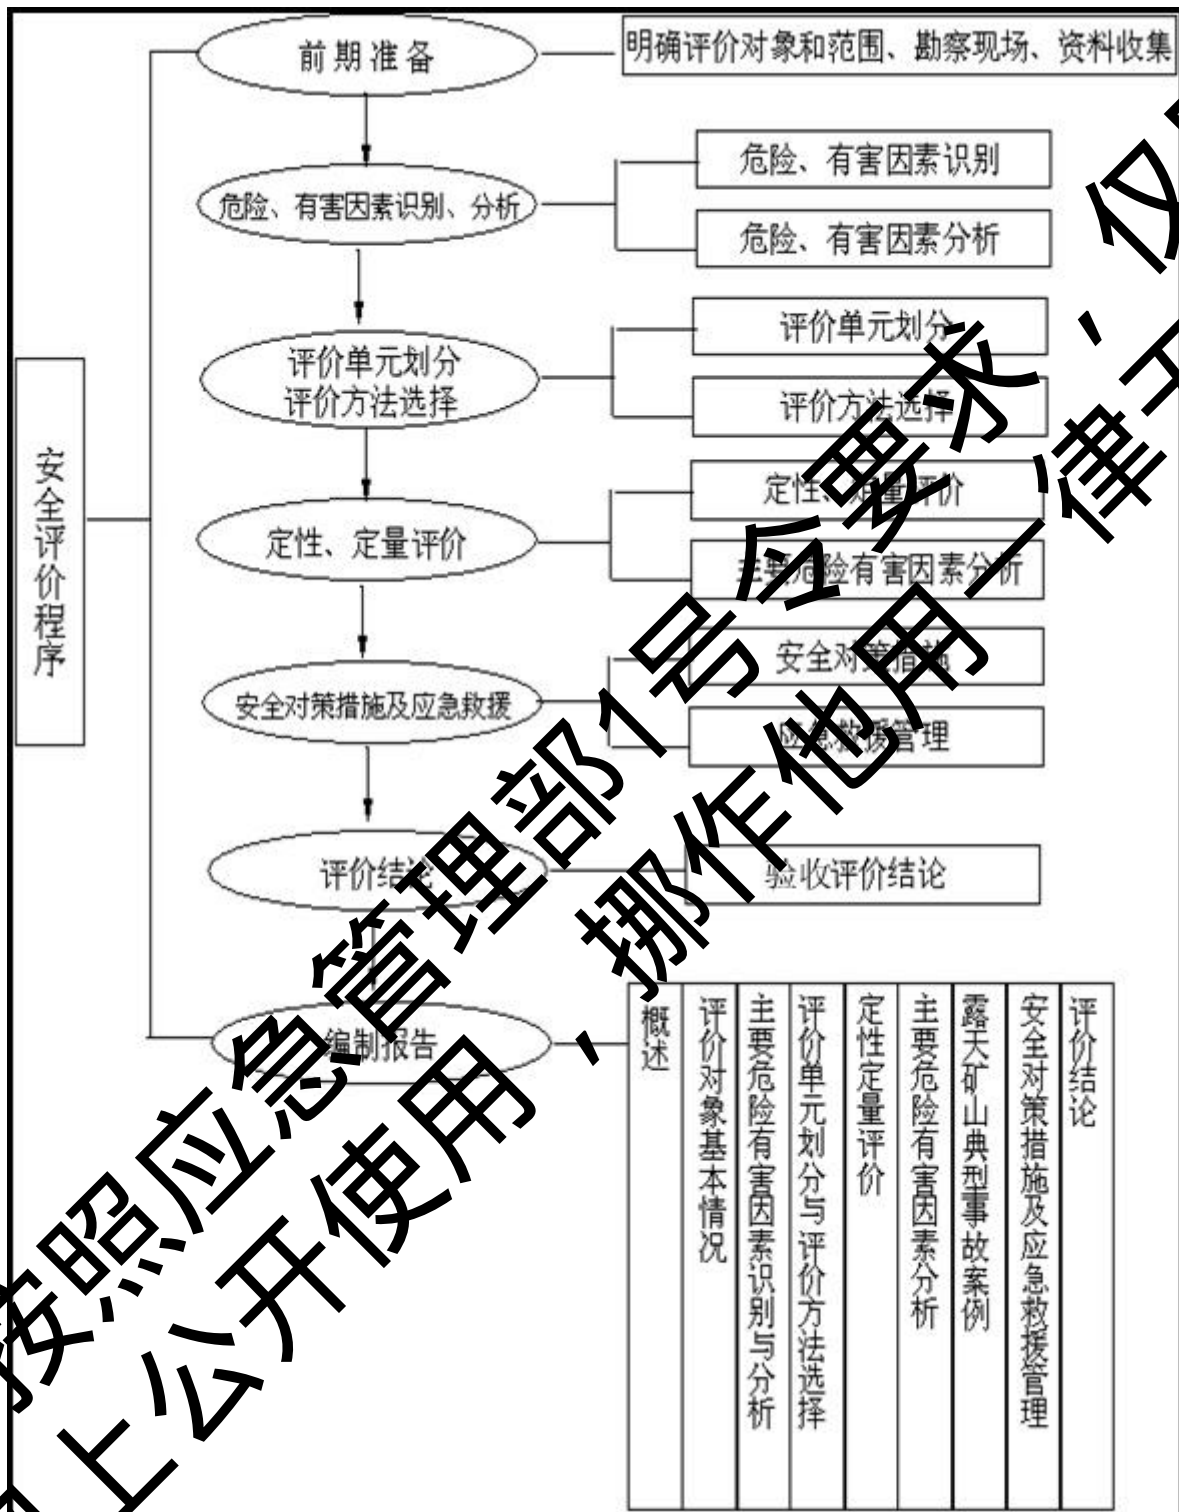 前期准备
明确评价对象和范围、勘察现场、资料收集
危险、有害因素识别、分析
危险、有害因素识别
危险、有害因素分析
评价单元划分
评价方法选择
评价单元划分
评价方法选择
安全评价程序
定性、定量评价
定性、定量评价
主要危险有害因素分析
安全对策措施及应急救援
安全对策措施
应急救援管理
评价结论
验收评价结论
编制报告
概述
评价对象基本情况
主要危险有害因素识别与分析
评价单元划分与评价方法选择
定性定量评价
主要危险有害因素分析
露天矿山典型事故案例
安全对策措施及应急救援管理
评价结论
按照应急管理部1号令要求，仅
上公开使用，挪作他用一律无